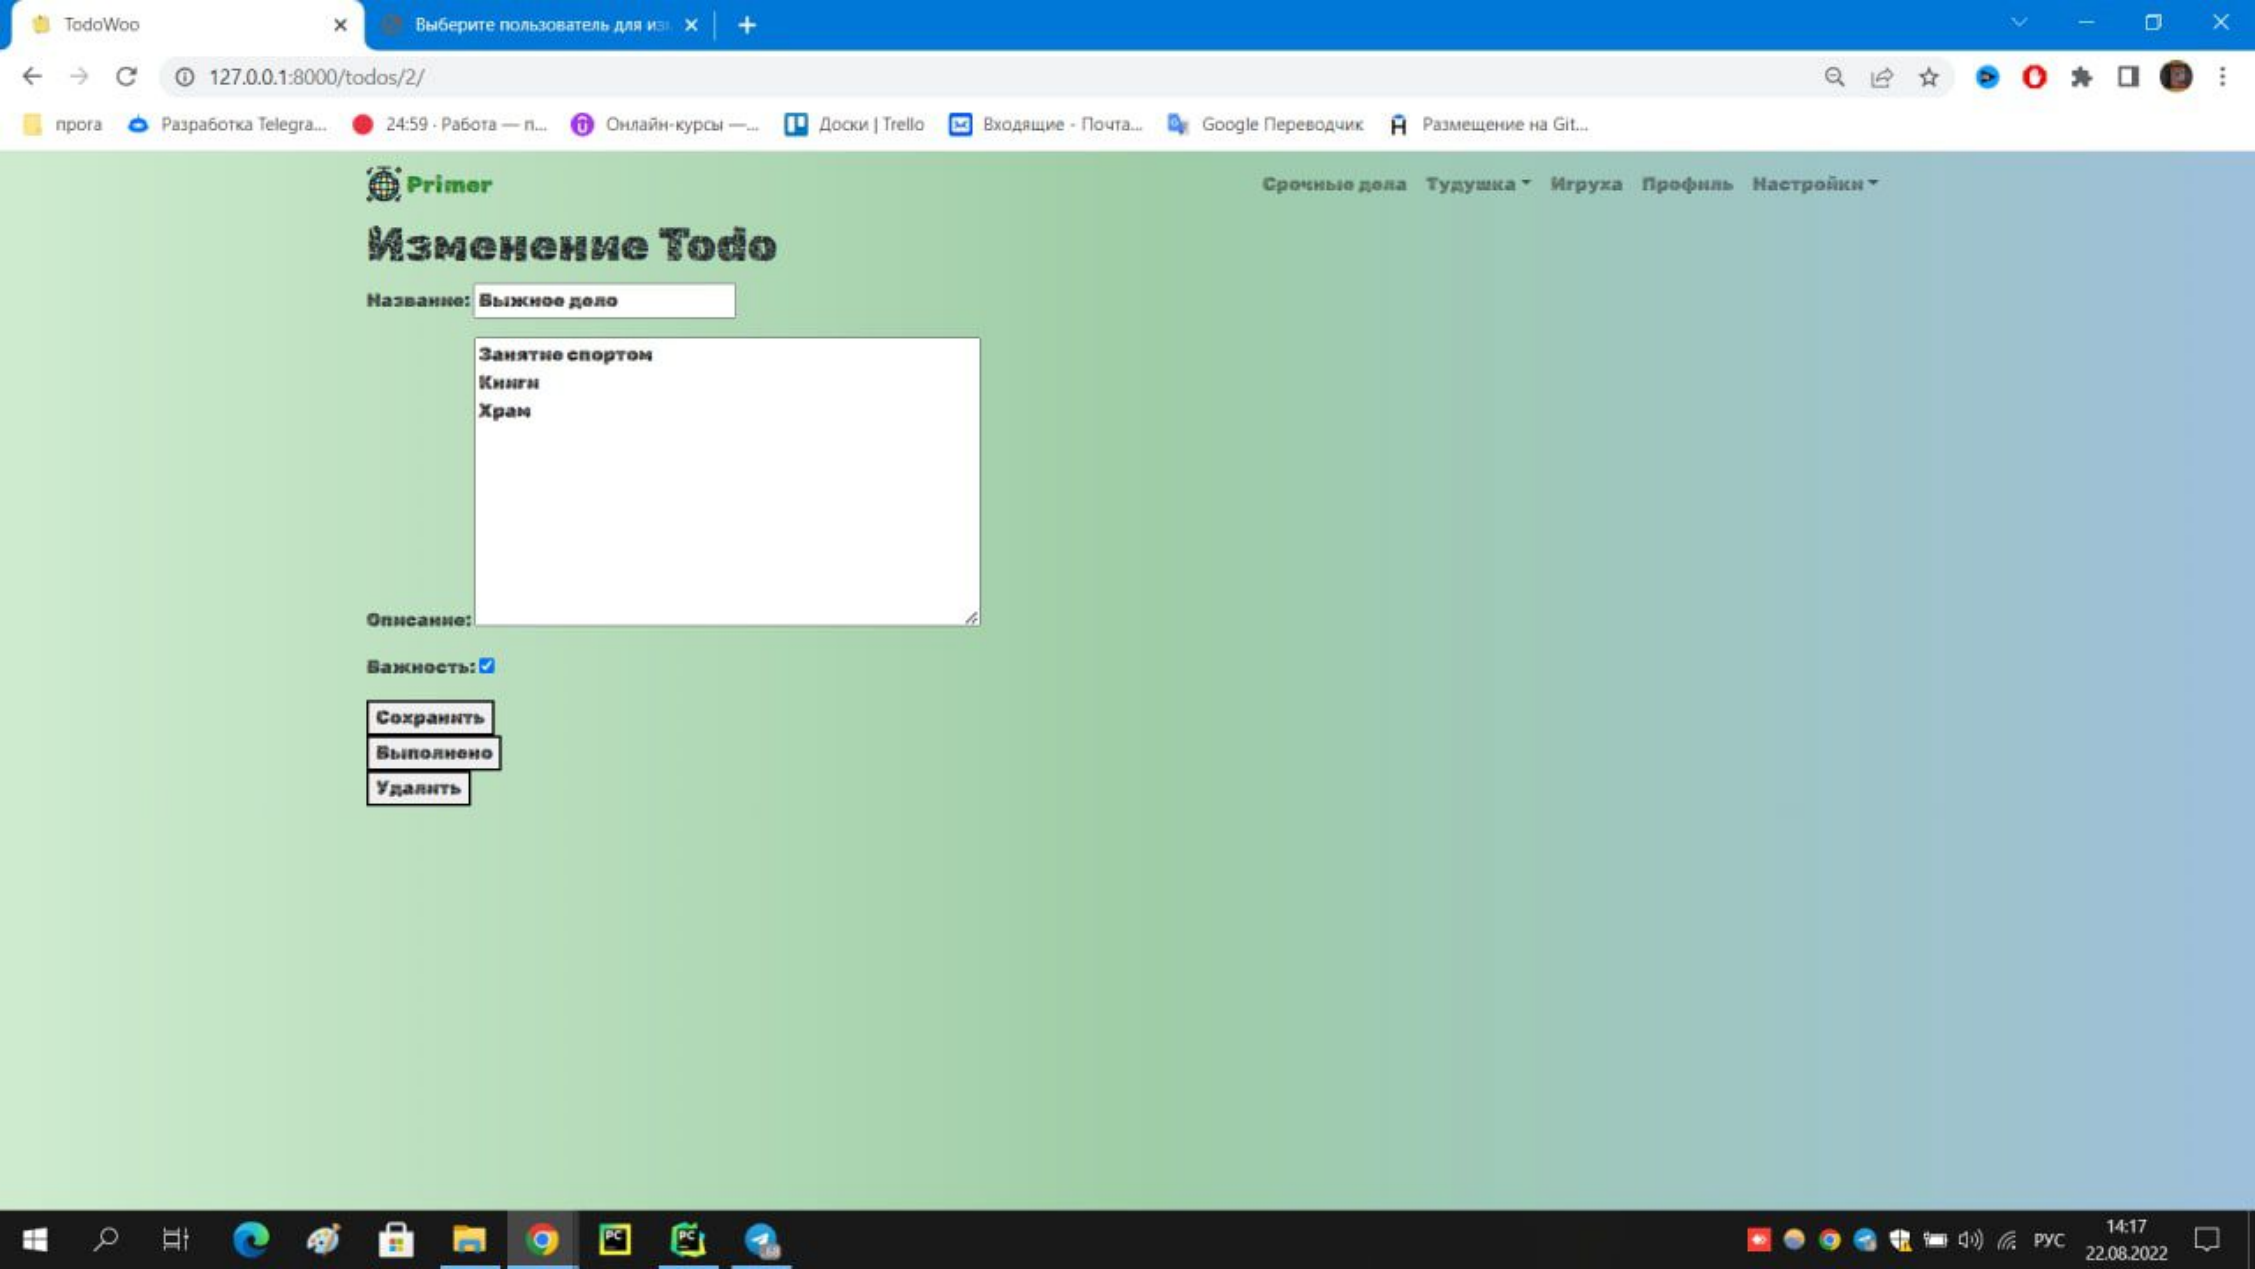 TodoWoo
Выберите пользователь для изм
127.0.0.1:8000/todos/2/
прога
Разработка Telegra...
24:59 · Работа — п...
Онлайн-курсы —...
Доски | Trello
Входящие - Почта...
Google Переводчик
Размещение на Git...
Primer
Срочные дела
Тудушка
Игруха
Профиль
Настройки
Изменение Todo
Название: Выжное дело
Занятие спортом
Книги
Храм
Описание:
Важность:
Сохранить
Выполнено
Удалить
РУС
14:17
22.08.2022